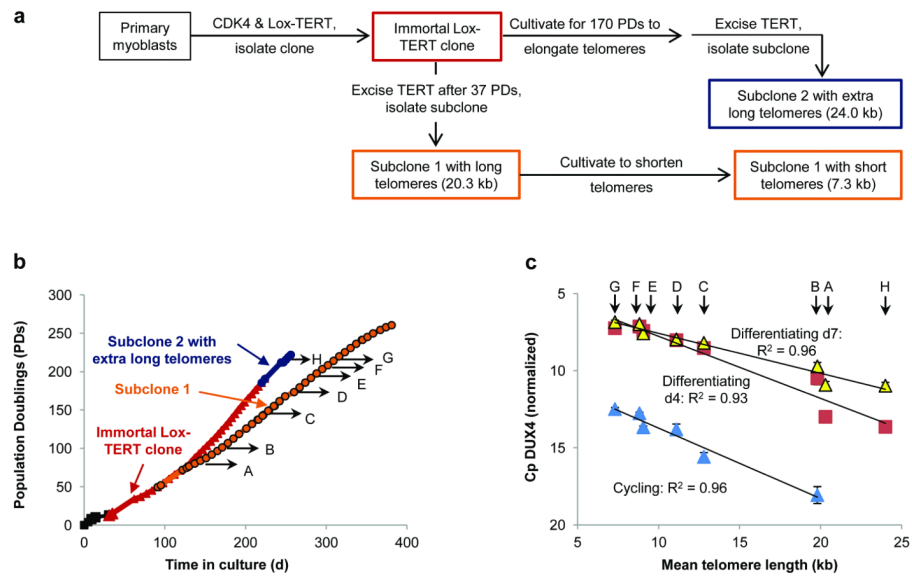 a
Primary
myoblasts
CDK4 & Lox-TERT,
isolate clone
Immortal Lox-
TERT clone
Cultivate for 170 PDs to
elongate telomeres
Excise TERT,
isolate subclone
Excise TERT after 37 PDs,
isolate subclone
Subclone 2 with extra
long telomeres
(24.0 kb)
Subclone 1 with long
telomeres (20.3 kb)
Cultivate to shorten
telomeres
Subclone 1 with short
telomeres (7.3 kb)
b
Population Doublings (PDs)
300
250
200
150
100
50
0
0
100
200
300
400
Time in culture (d)
Subclone 2 with
extra long telomeres
Subclone 1
Immortal Lox-
TERT clone
H
G
F
E
D
C
B
A
c
Cp DUX4 (normalized)
5
10
15
20
5
10
15
20
25
Mean telomere length (kb)
G F E D C B A H
Differentiating d7:
R² = 0.96
Differentiating
d4: R² = 0.93
Cycling: R² = 0.96